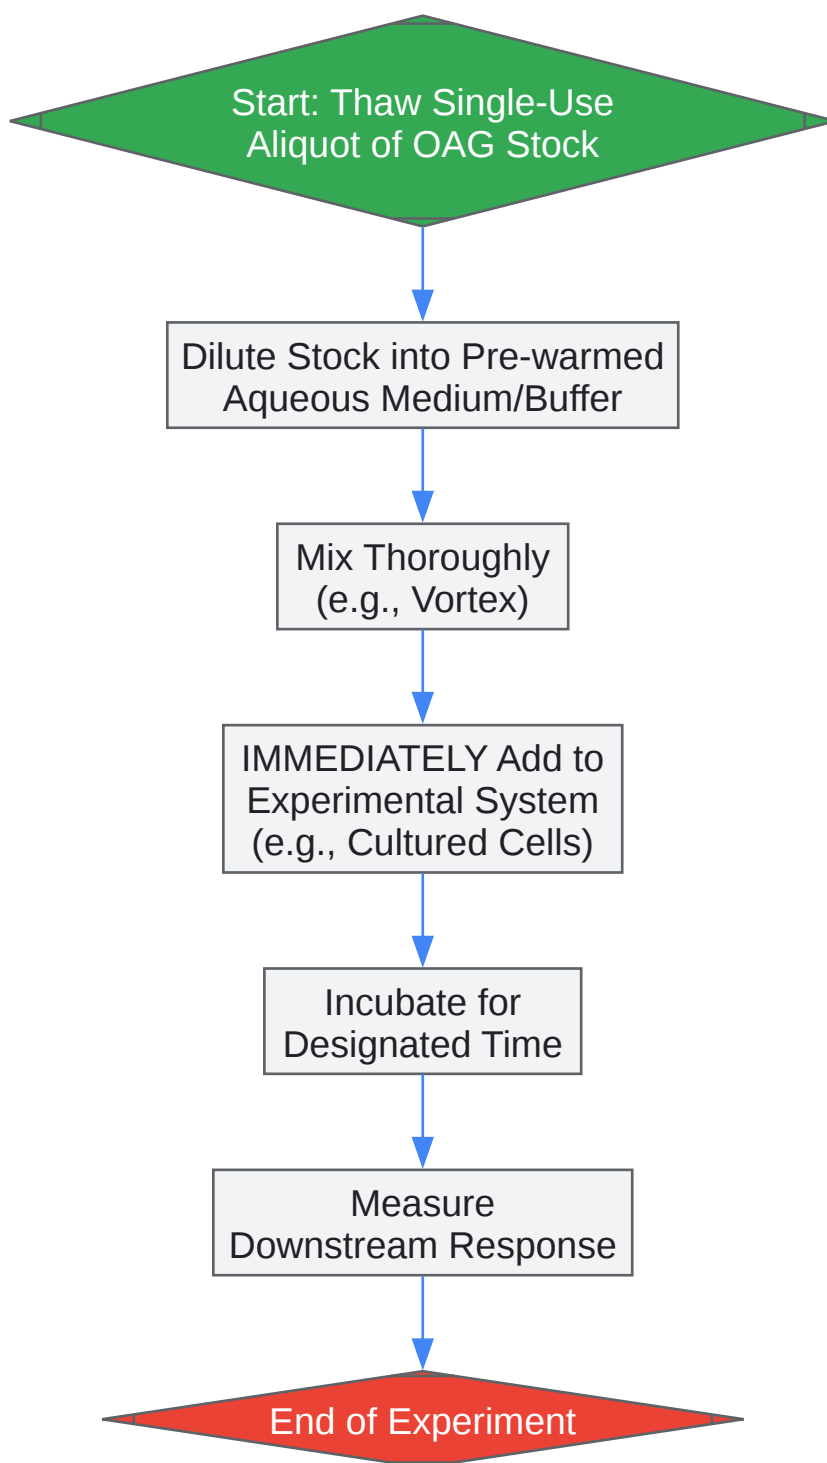 Start: Thaw Single-Use
Aliquot of OAG Stock
Dilute Stock into Pre-warmed
Aqueous Medium/Buffer
Mix Thoroughly
(e.g., Vortex)
IMMEDIATELY Add to
Experimental System
(e.g., Cultured Cells)
Incubate for
Designated Time
Measure
Downstream Response
End of Experiment